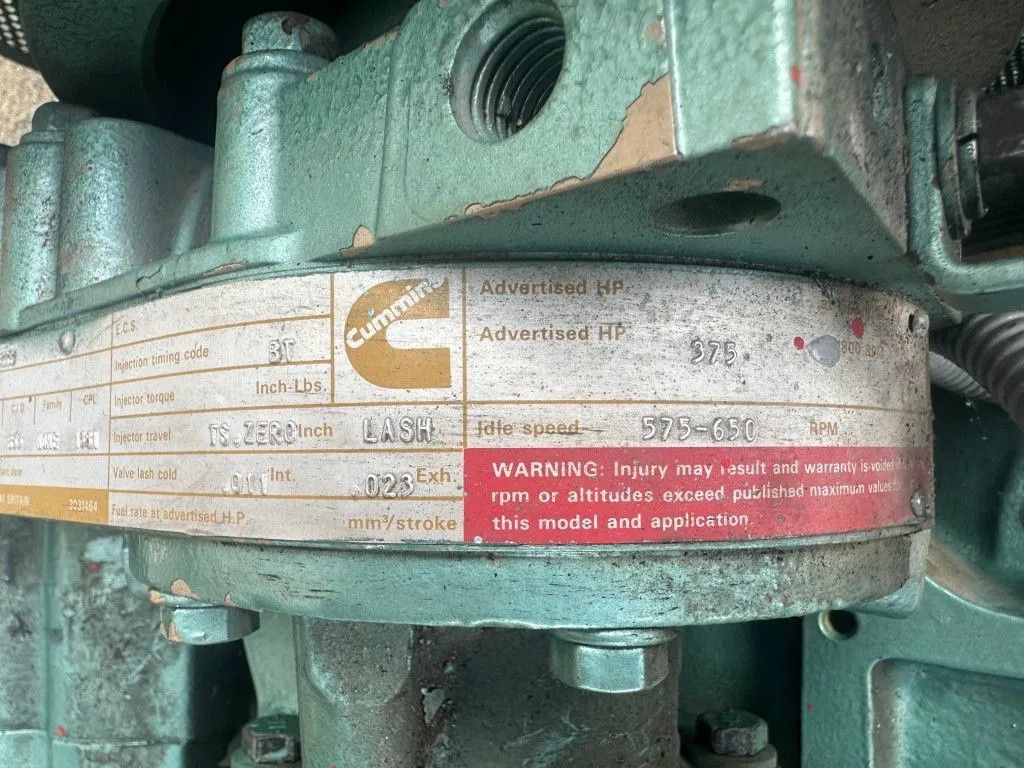 E.C.S.
Injection timing code BT
Injector torque Inch-Lbs.
Injector travel TS.ZERO Inch LASH
Valve lash cold .011 Int. .023 Exh.
Fuel rate at advertised H.P. mm³/stroke
C.I.D. Family CPL
3031464
Cummins
Advertised HP
Advertised HP 375
Idle speed 575-650 RPM
WARNING: Injury may result and warranty is voided
rpm or altitudes exceed published maximum values for
this model and application.